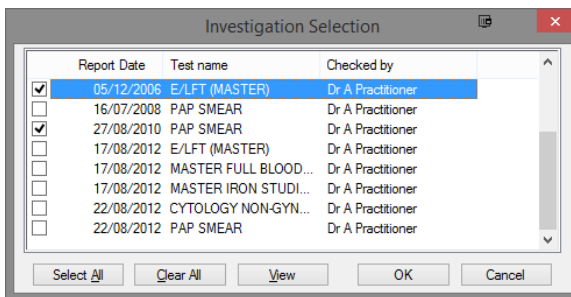 Investigation Selection
Report Date Test name Checked by
05/12/2006 E/LFT (MASTER) Dr A Practitioner
16/07/2008 PAP SMEAR Dr A Practitioner
27/08/2010 PAP SMEAR Dr A Practitioner
17/08/2012 E/LFT (MASTER) Dr A Practitioner
17/08/2012 MASTER FULL BLOOD... Dr A Practitioner
17/08/2012 MASTER IRON STUDI... Dr A Practitioner
22/08/2012 CYTOLOGY NON-GYN... Dr A Practitioner
22/08/2012 PAP SMEAR Dr A Practitioner
Select All Clear All View OK Cancel